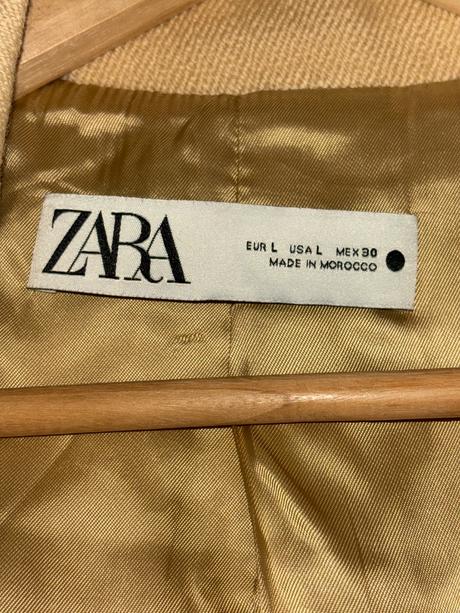 ZARA
EUR L USA L MEX 30
MADE IN MOROCCO